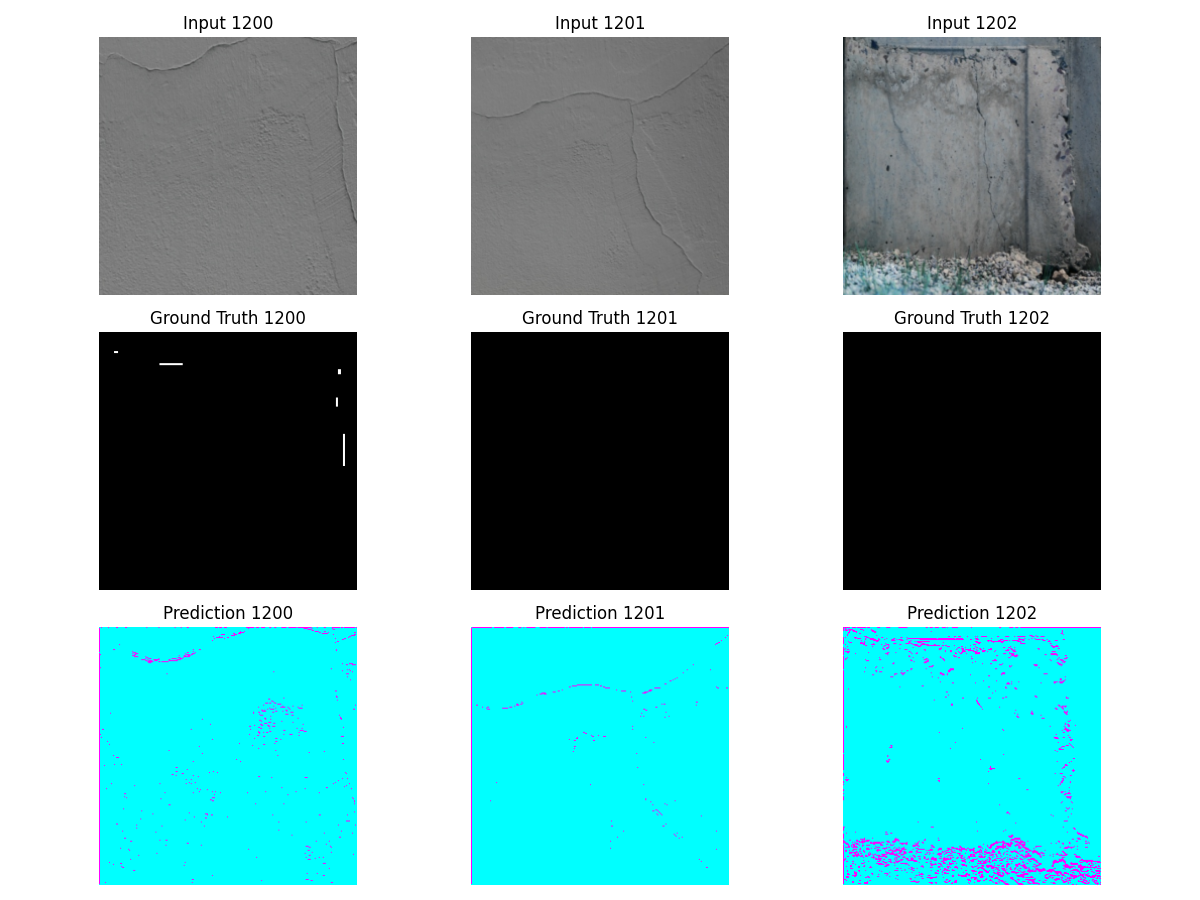 Input 1200
Input 1201
Input 1202
Ground Truth 1200
Ground Truth 1201
Ground Truth 1202
Prediction 1200
Prediction 1201
Prediction 1202